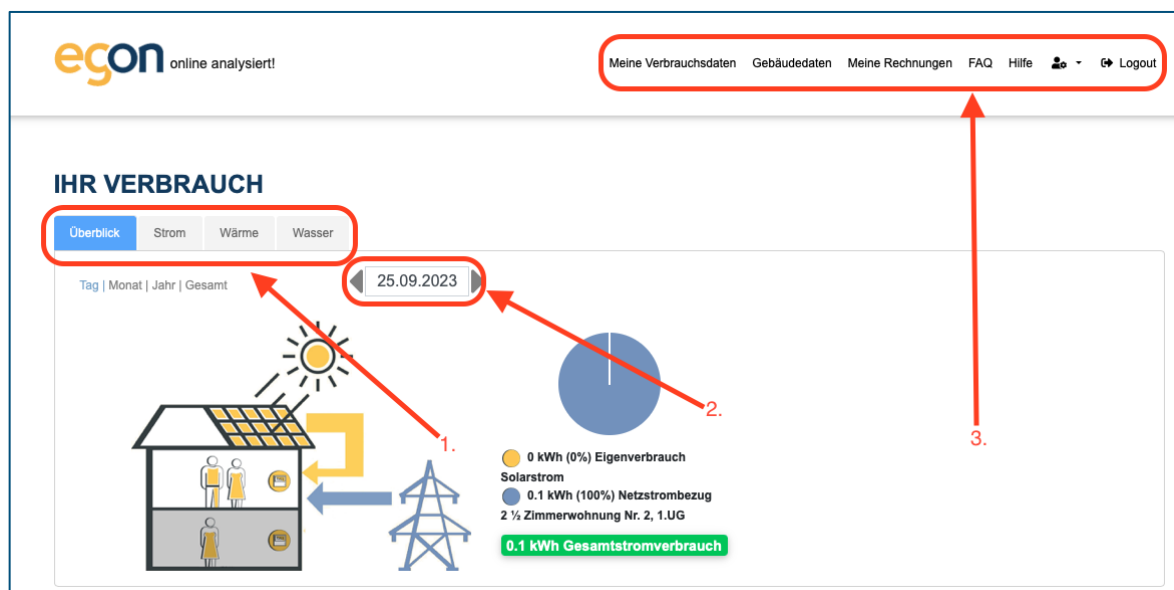 egon online analysiert!
Meine Verbrauchsdaten Gebäudedaten Meine Rechnungen FAQ Hilfe Logout
IHR VERBRAUCH
Überblick Strom Wärme Wasser
Tag | Monat | Jahr | Gesamt
25.09.2023
2.
1.
3.
0 kWh (0%) Eigenverbrauch
Solarstrom
0.1 kWh (100%) Netzstrombezug
2 ½ Zimmerwohnung Nr. 2, 1.UG
0.1 kWh Gesamtstromverbrauch